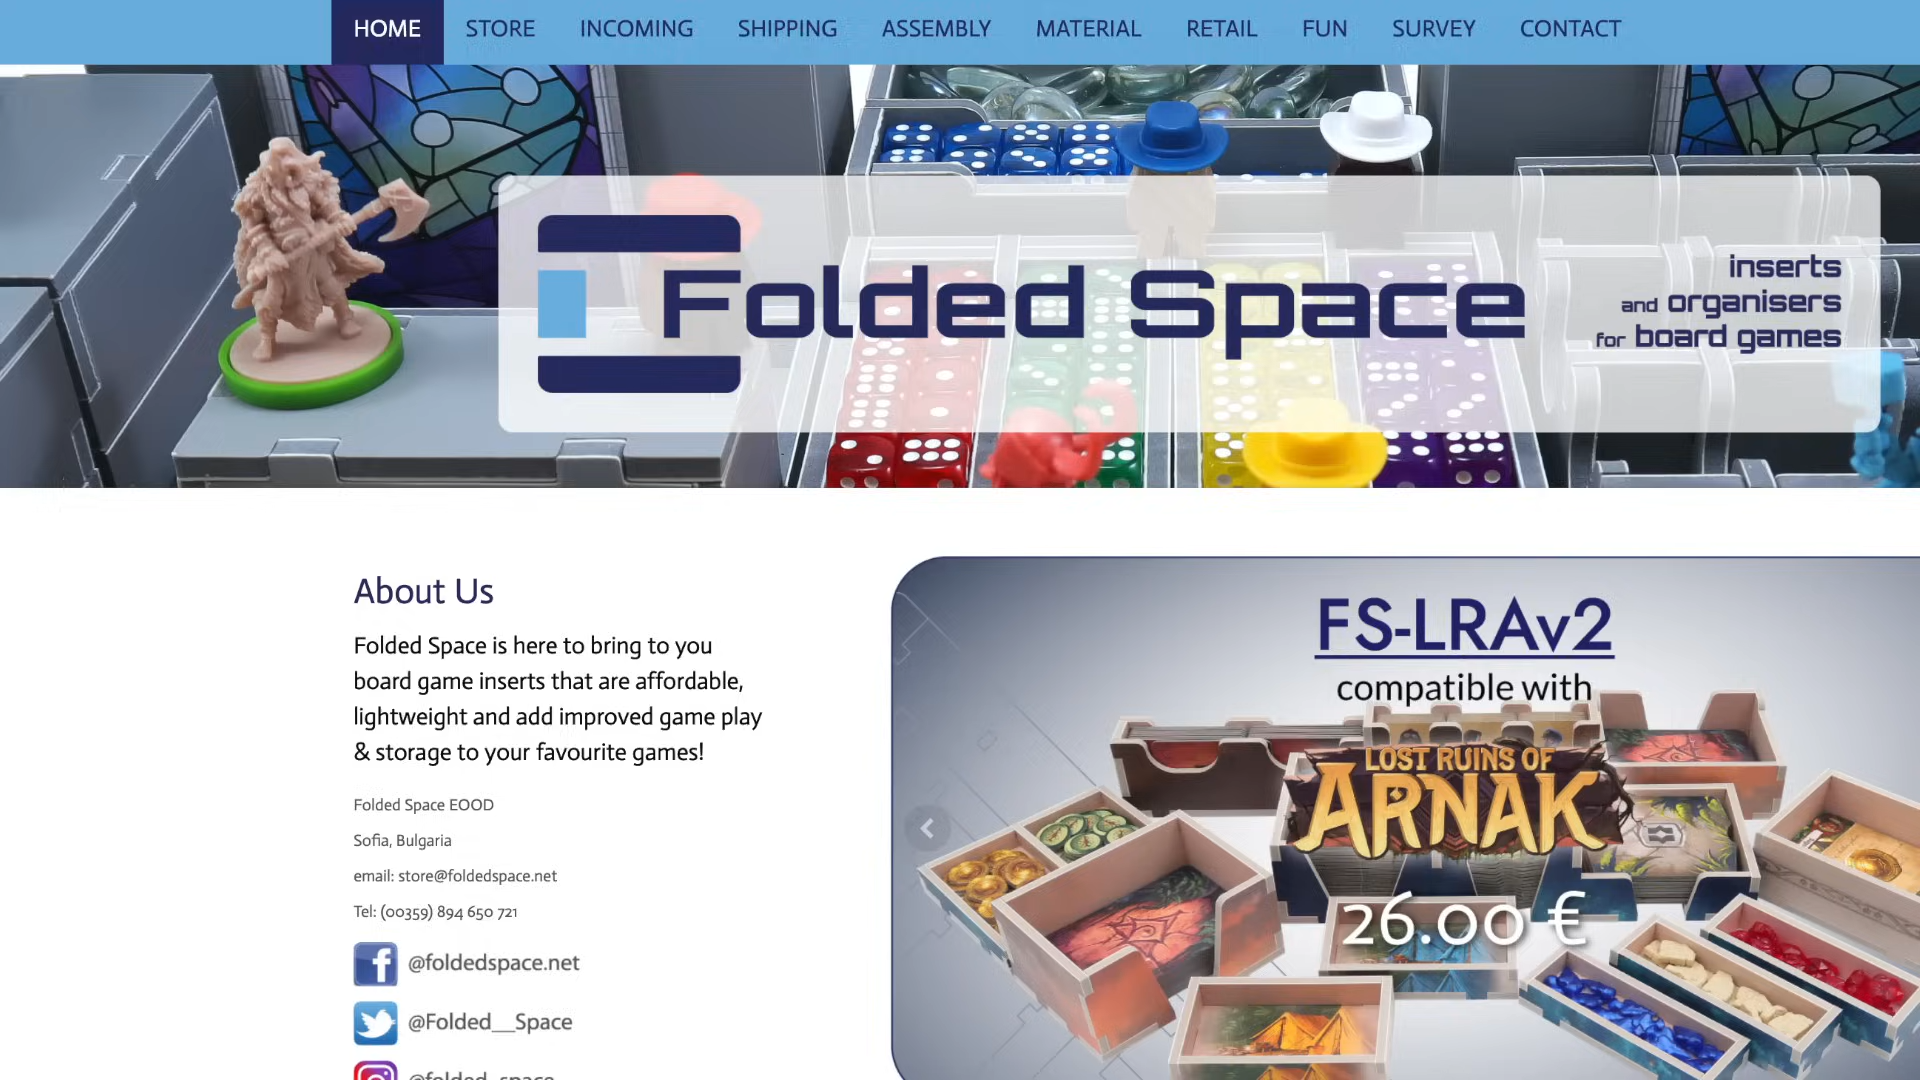 HOME STORE INCOMING SHIPPING ASSEMBLY MATERIAL RETAIL FUN SURVEY CONTACT
Folded Space
inserts
and organisers
for board games
About Us
Folded Space is here to bring to you
board game inserts that are affordable,
lightweight and add improved game play
& storage to your favourite games!
Folded Space EOOD
Sofia, Bulgaria
email: store@foldedspace.net
Tel: (00359) 894 650 721
@foldedspace.net
@Folded__Space
@folded_space
FS-LRAv2
compatible with
LOST RUINS OF
ARNAK
26.00 €